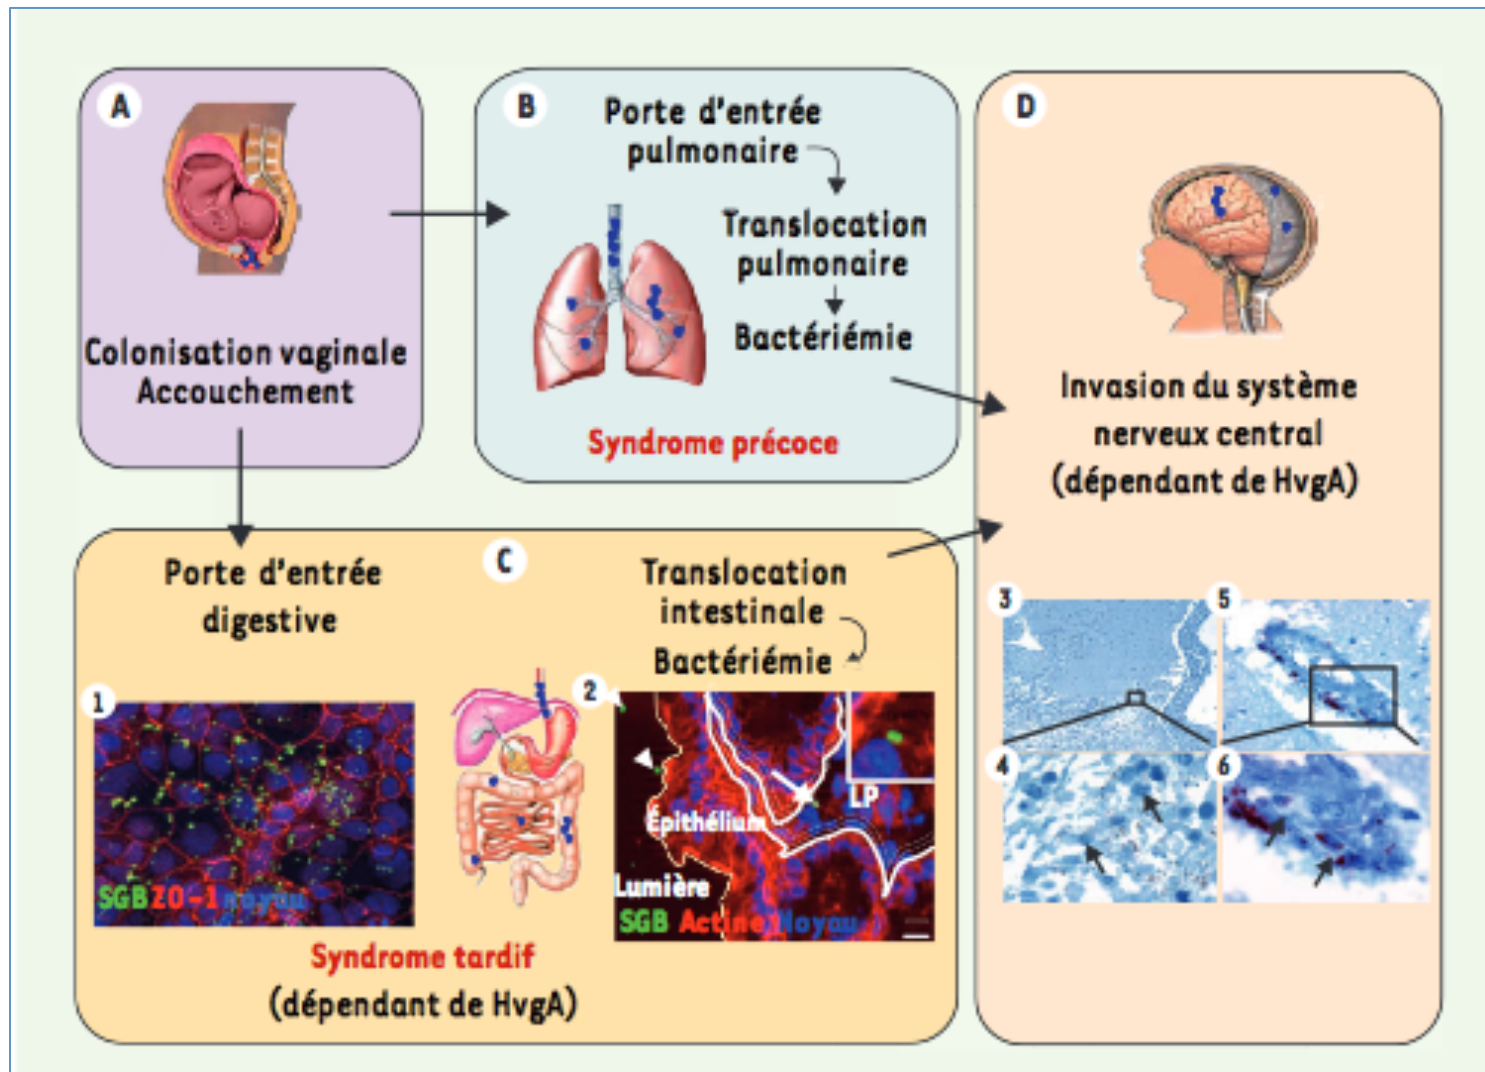 A
Colonisation vaginale
Accouchement
B
Porte d'entrée
pulmonaire
Translocation
pulmonaire
Bactériémie
Syndrome précoce
C
Porte d'entrée
digestive
Translocation
intestinale
Bactériémie
1
SGB ZO-1 noyau
2
LP
Épithélium
Lumière
SGB Actine Noyau
Syndrome tardif
(dépendant de HvgA)
D
Invasion du système
nerveux central
(dépendant de HvgA)
3
5
4
6